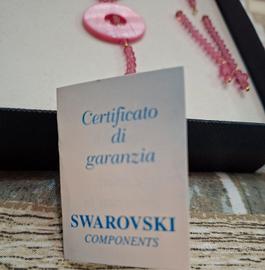 Certificato
di
garanzia
SWAROVSKI
COMPONENTS